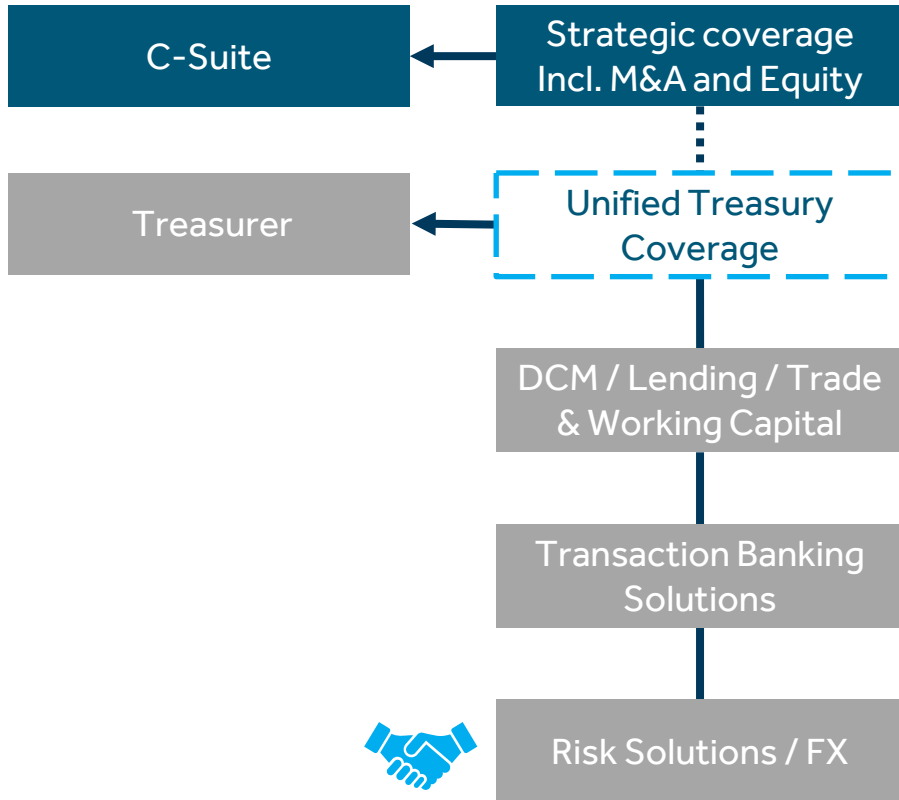 C-Suite
Strategic coverage
Incl. M&A and Equity
Treasurer
Unified Treasury
Coverage
DCM / Lending / Trade
& Working Capital
Transaction Banking
Solutions
Risk Solutions / FX